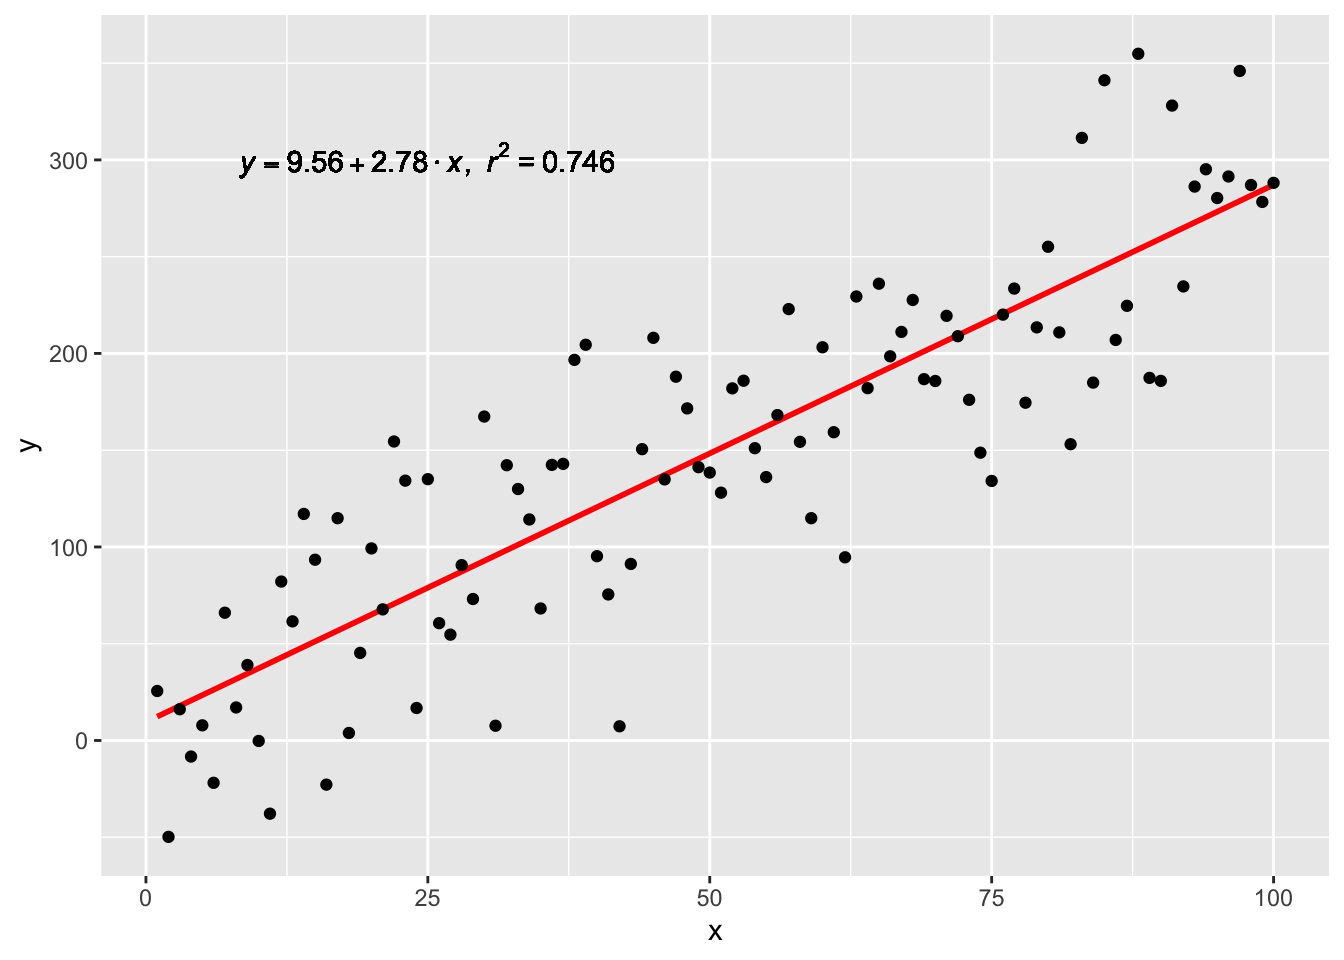 y = 9.56 + 2.78 ⋅ x, r² = 0.746
300
200
100
0
y
0 25 50 75 100
x